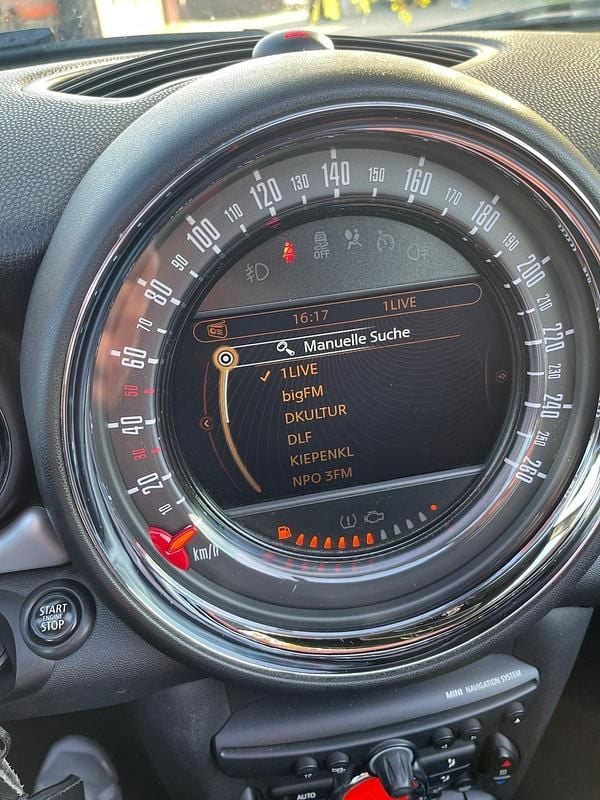 10
20
30
40
50
60
70
80
90
100
110
120
130
140
150
160
170
180
190
200
210
220
230
240
250
260
km/h
OFF
16:17 1LIVE
Manuelle Suche
1LIVE
bigFM
DKULTUR
DLF
KIEPENKL
NPO 3FM
START
ENGINE
STOP
MINI NAVIGATION SYSTEM
AUTO